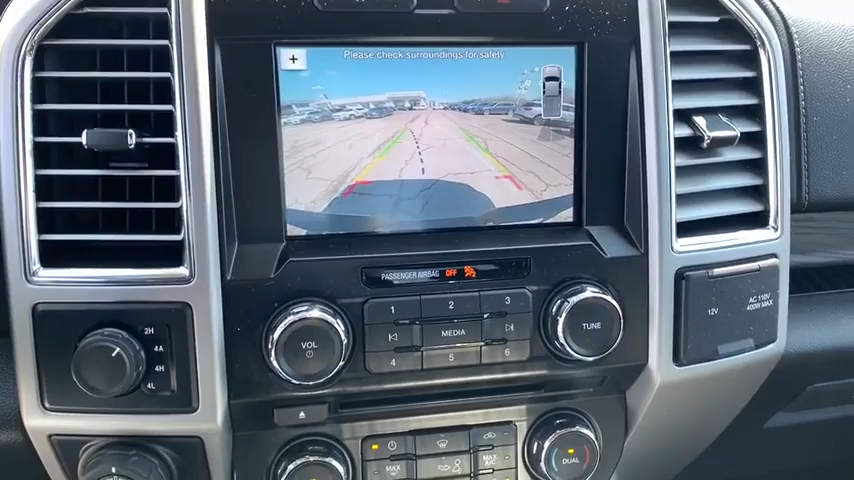 Please check surroundings for safety
+
PASSENGER AIRBAG OFF
1 2 3
VOL
MEDIA
TUNE
4 5 6
2H
4A
4H
4L
12V
AC 110V
400W MAX
MAX
MAX
A/C
DUAL